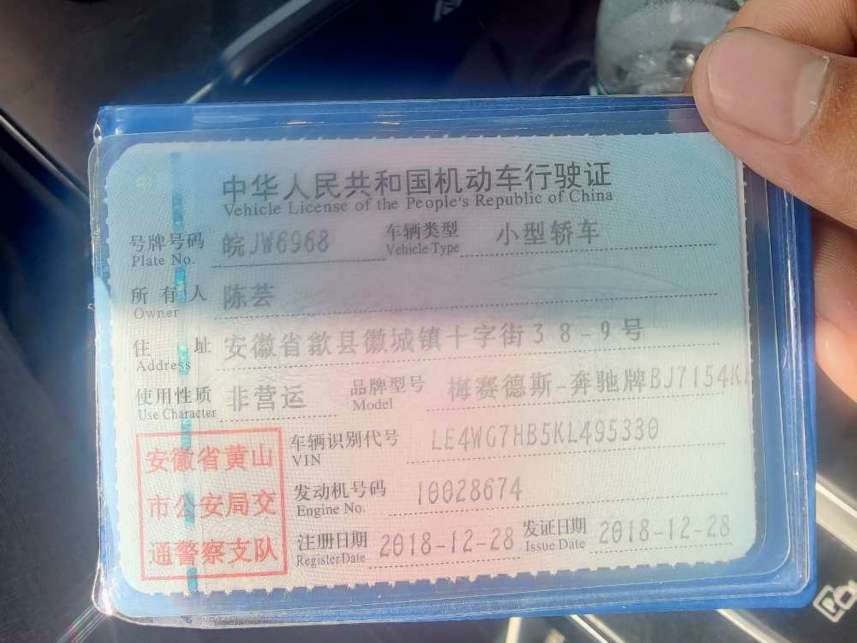 中华人民共和国机动车行驶证
Vehicle License of the People's Republic of China
号牌号码 皖JW6968 车辆类型 小型轿车
Plate No. Vehicle Type
所有人 陈芸
Owner
住址 安徽省歙县徽城镇十字街38-9号
Address
使用性质 非营运 品牌型号 梅赛德斯-奔驰牌BJ7154K
Use Character Model
车辆识别代号 LE4WG7HB5KL495330
VIN
发动机号码 10028674
Engine No.
注册日期 2018-12-28 发证日期 2018-12-28
Register Date Issue Date
安徽省黄山
市公安局交
通警察支队